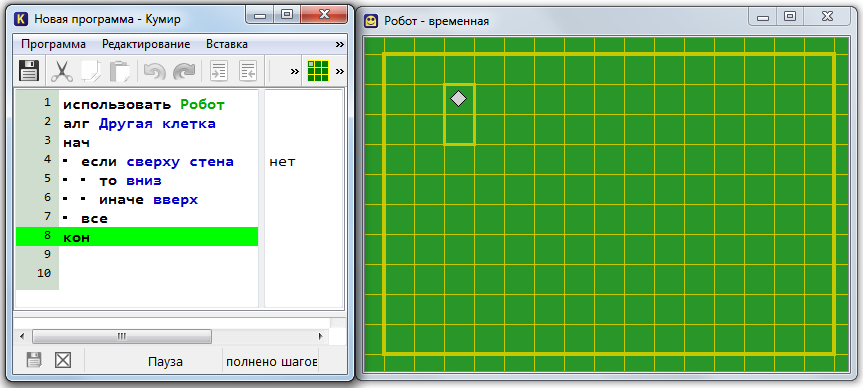 Новая программа - Кумир
Программа Редактирование Вставка »
» »
1 использовать Робот
2 алг Другая клетка
3 нач
4 если сверху стена нет
5 то вниз
6 иначе вверх
7 все
8 кон
9
10
Пауза полнено шагов
Робот - временная